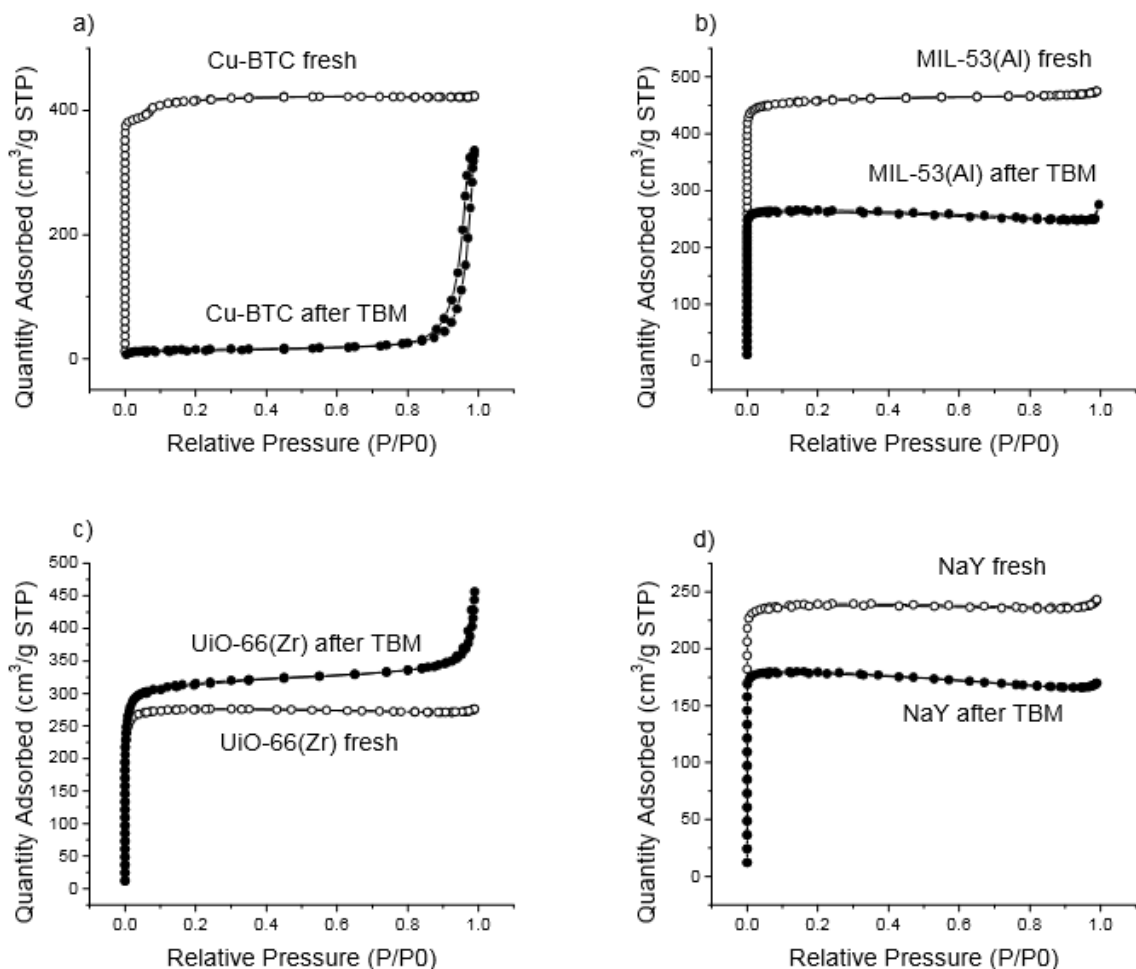 a)
Cu-BTC fresh
Cu-BTC after TBM
Quantity Adsorbed (cm³/g STP)
400
200
0
0.0 0.2 0.4 0.6 0.8 1.0
Relative Pressure (P/P0)
b)
MIL-53(Al) fresh
MIL-53(Al) after TBM
Quantity Adsorbed (cm³/g STP)
500
400
300
200
100
0
0.0 0.2 0.4 0.6 0.8 1.0
Relative Pressure (P/P0)
c)
UiO-66(Zr) after TBM
UiO-66(Zr) fresh
Quantity Adsorbed (cm³/g STP)
500
450
400
350
300
250
200
150
100
50
0
0.0 0.2 0.4 0.6 0.8 1.0
Relative Pressure (P/P0)
d)
NaY fresh
NaY after TBM
Quantity Adsorbed (cm³/g STP)
250
200
150
100
50
0
0.0 0.2 0.4 0.6 0.8 1.0
Relative Pressure (P/P0)